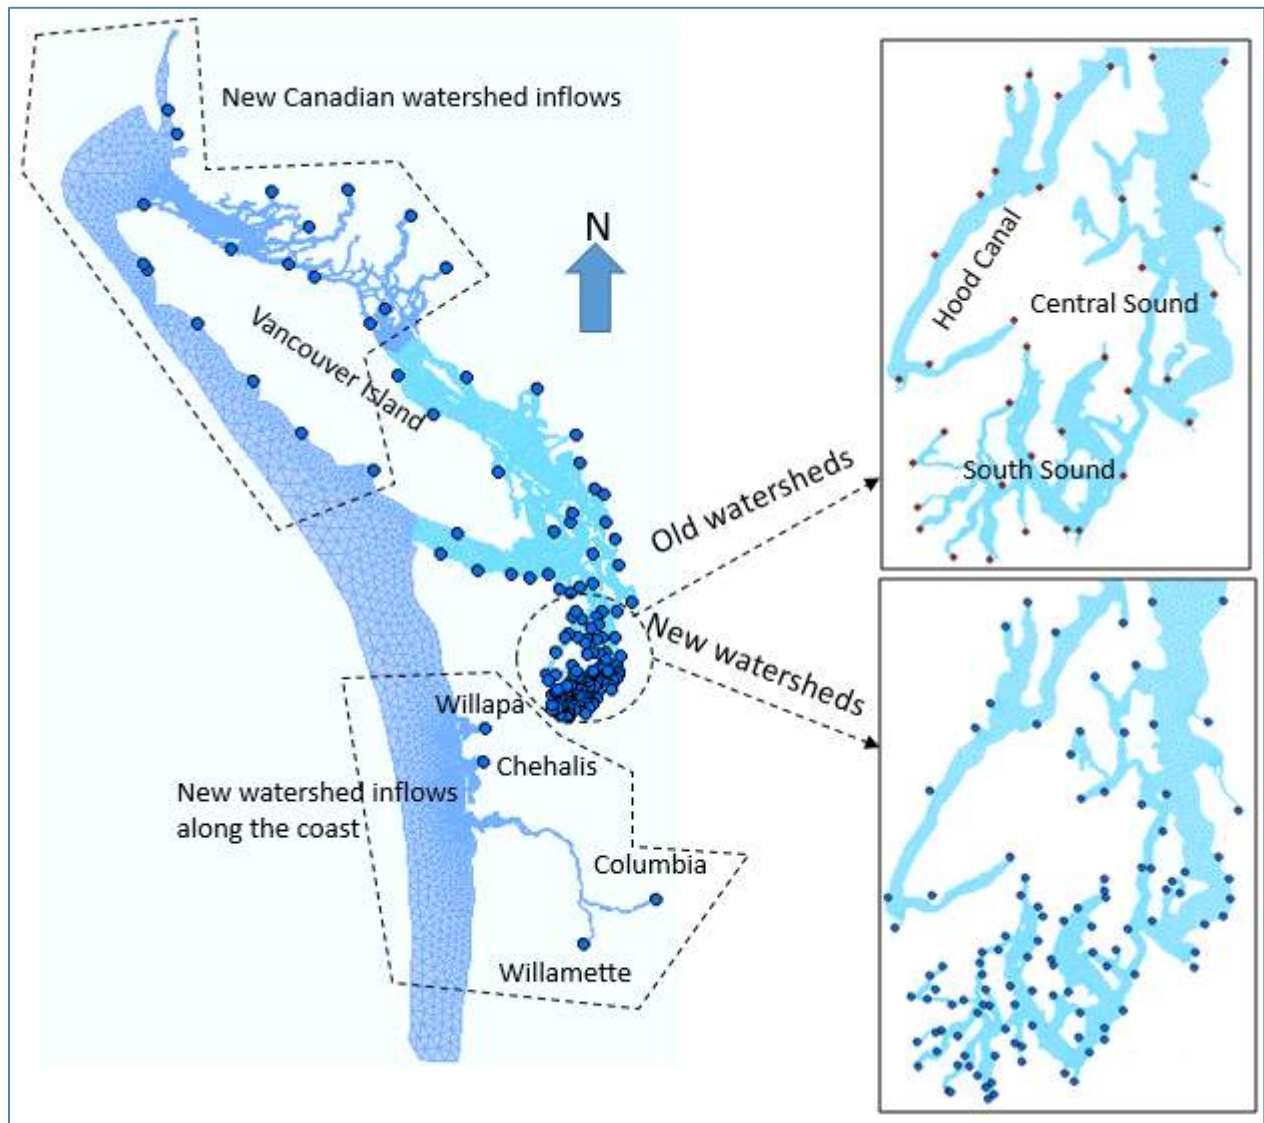 New Canadian watershed inflows
N
Vancouver Island
Hood Canal
Central Sound
South Sound
Old watersheds
New watersheds
Willapa
Chehalis
New watershed inflows
along the coast
Columbia
Willamette